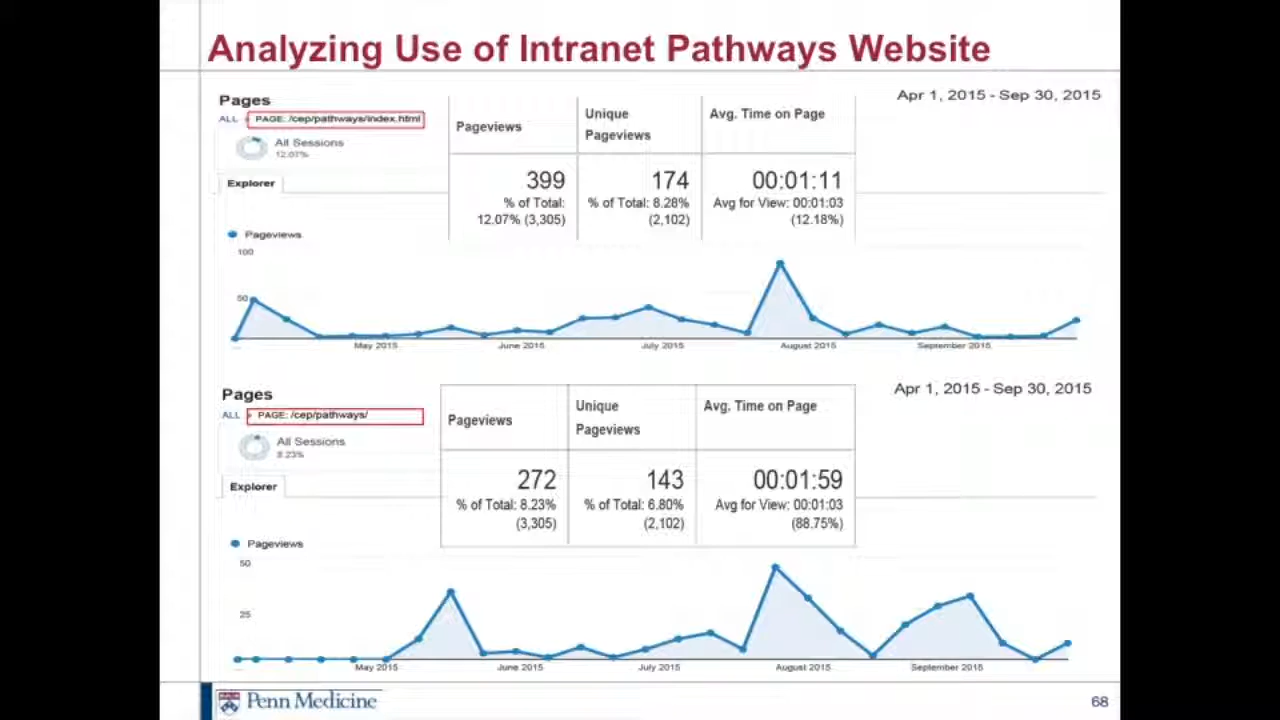 Analyzing Use of Intranet Pathways Website
Apr 1, 2015 - Sep 30, 2015
Pages
ALL » PAGE: /cep/pathways/index.html
All Sessions
12.07%
Explorer
Pageviews
Unique Pageviews
Avg. Time on Page
399
% of Total:
12.07% (3,305)
174
% of Total: 8.28%
(2,102)
00:01:11
Avg for View: 00:01:03
(12.18%)
Pageviews
100
50
May 2015
June 2015
July 2015
August 2015
September 2015
Apr 1, 2015 - Sep 30, 2015
Pages
ALL » PAGE: /cep/pathways/
All Sessions
8.23%
Explorer
Pageviews
Unique
Pageviews
Avg. Time on Page
272
% of Total: 8.23%
(3,305)
143
% of Total: 6.80%
(2,102)
00:01:59
Avg for View: 00:01:03
(88.75%)
Pageviews
50
25
May 2015
June 2015
July 2015
August 2015
September 2015
Penn Medicine
68